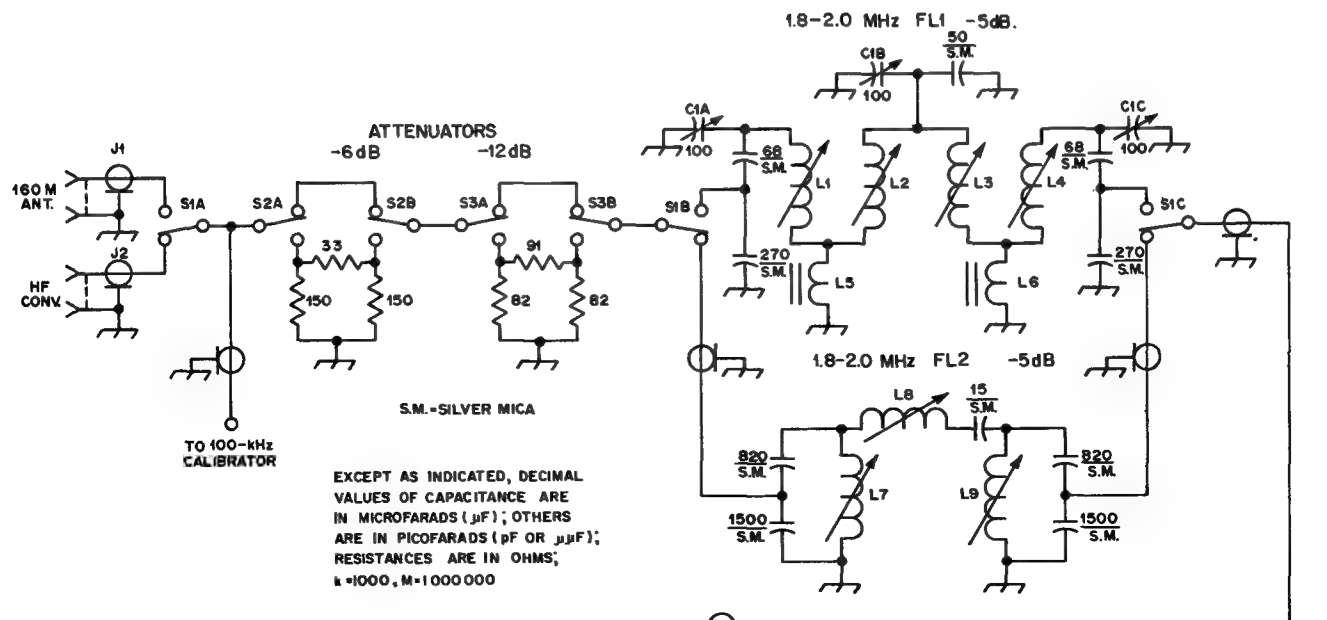 1.8-2.0 MHz FL1 -5dB.
50
S.M.
C1B
100
C1A
100
C1C
100
ATTENUATORS
-6dB
-12dB
J1
160 M
ANT.
S1A
S2A
S2B
S3A
S3B
S1B
68
S.M.
L1
L2
L3
L4
68
S.M.
S1C
J2
33
91
HF
CONV.
150
150
82
82
270
S.M.
L5
L6
270
S.M.
1.8-2.0 MHz FL2 -5dB
L8
15
S.M.
S.M.=SILVER MICA
TO 100-kHz
CALIBRATOR
820
S.M.
L7
L9
820
S.M.
1500
S.M.
1500
S.M.
EXCEPT AS INDICATED, DECIMAL
VALUES OF CAPACITANCE ARE
IN MICROFARADS (µF); OTHERS
ARE IN PICOFARADS (pF OR µµF);
RESISTANCES ARE IN OHMS;
k=1000, M=1000000